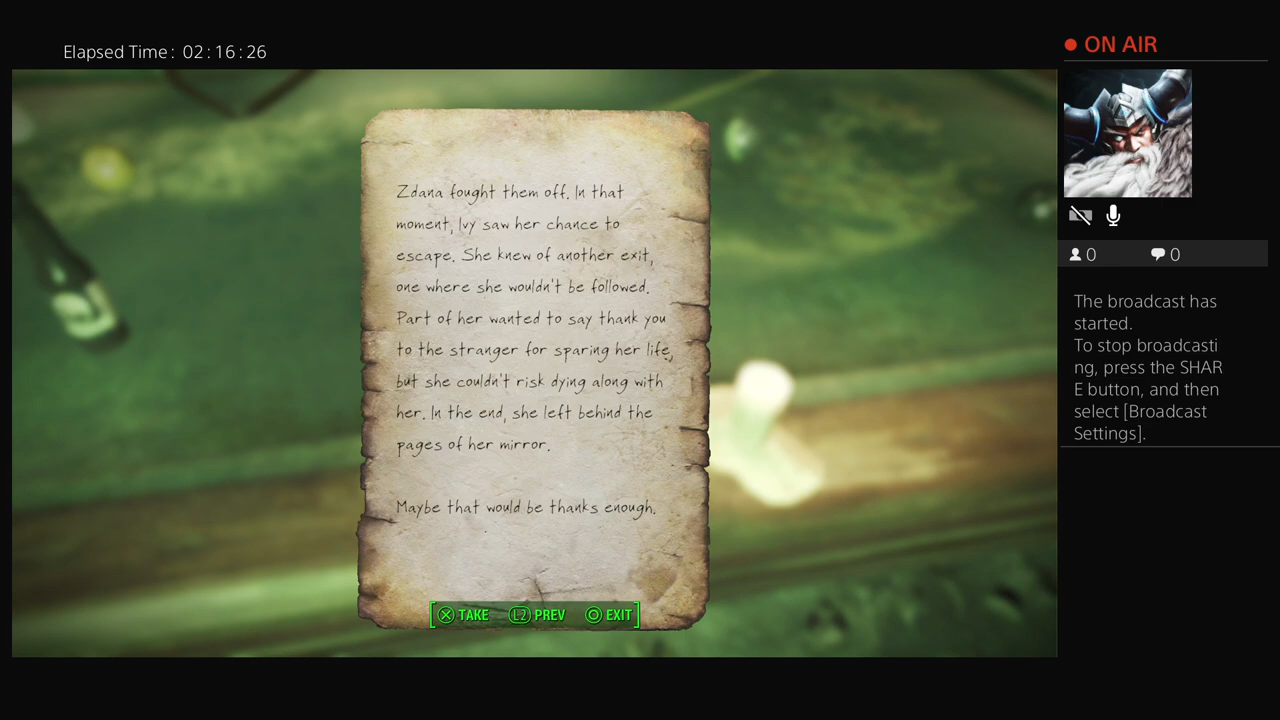 Elapsed Time: 02:16:26
ON AIR
Zdana fought them off. In that
moment, Ivy saw her chance to
escape. She knew of another exit,
one where she wouldn't be followed.
Part of her wanted to say thank you
to the stranger for sparing her life,
but she couldn't risk dying along with
her. In the end, she left behind the
pages of her mirror.
Maybe that would be thanks enough.
TAKE L2 PREV EXIT
0 0
The broadcast has
started.
To stop broadcasti
ng, press the SHAR
E button, and then
select [Broadcast
Settings].